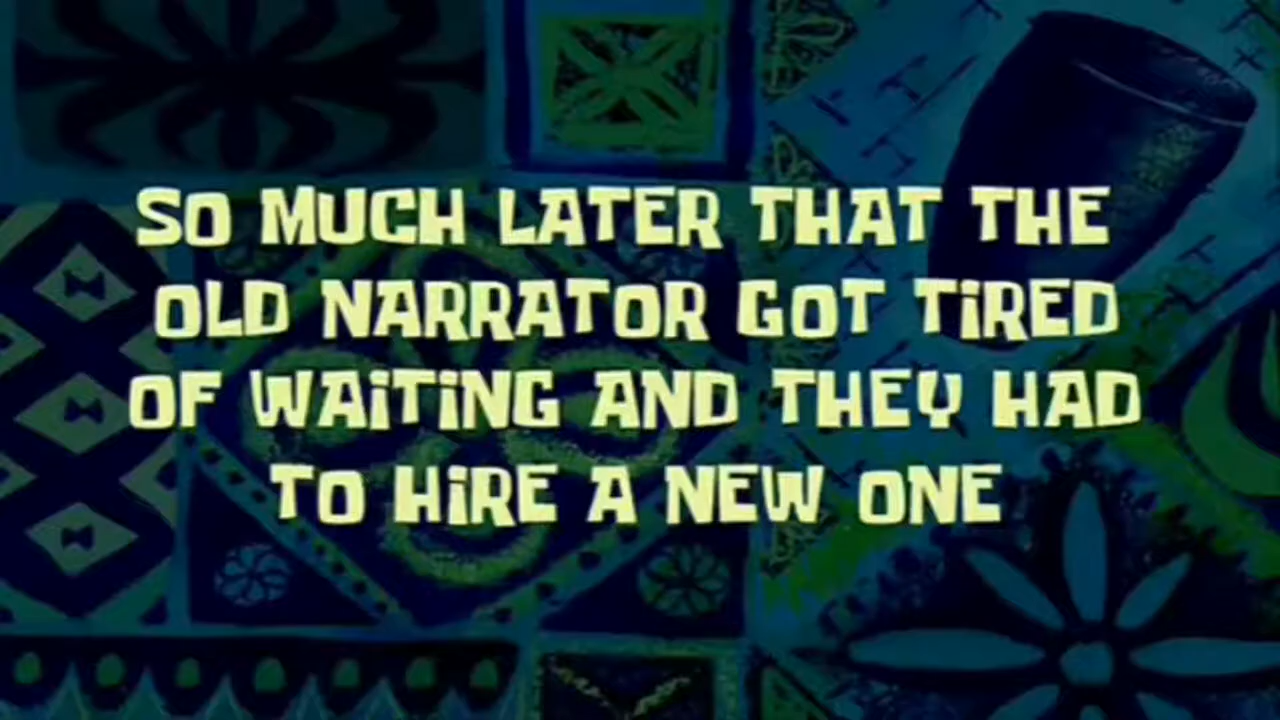 SO MUCH LATER THAT THE
OLD NARRATOR GOT TiRED
OF WAiTiNG AND THEY HAD
TO HiRE A NEW ONE